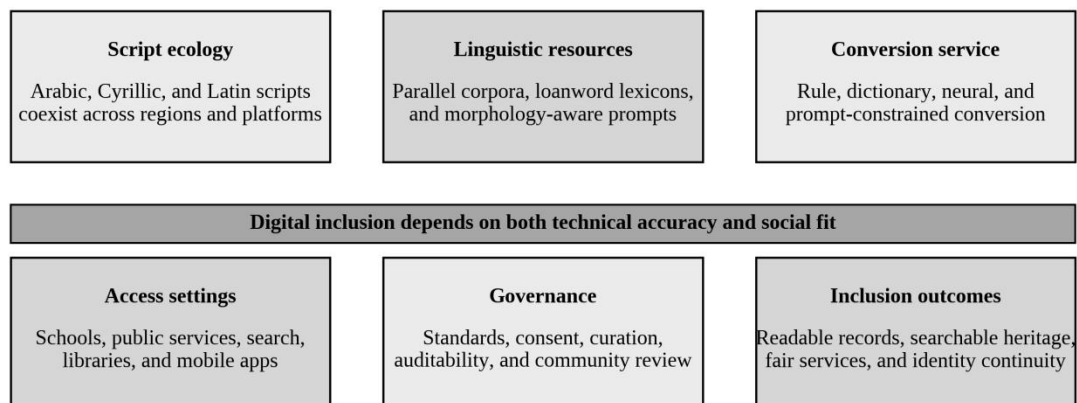 Script ecology
Arabic, Cyrillic, and Latin scripts
coexist across regions and platforms
Linguistic resources
Parallel corpora, loanword lexicons,
and morphology-aware prompts
Conversion service
Rule, dictionary, neural, and
prompt-constrained conversion
Digital inclusion depends on both technical accuracy and social fit
Access settings
Schools, public services, search,
libraries, and mobile apps
Governance
Standards, consent, curation,
auditability, and community review
Inclusion outcomes
Readable records, searchable heritage,
fair services, and identity continuity